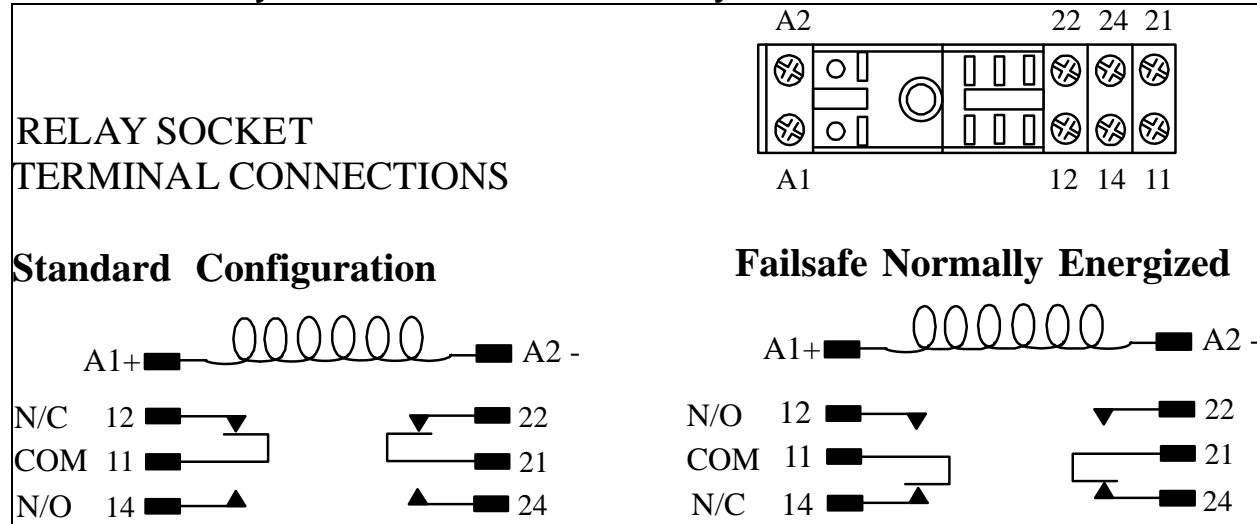 A2 22 24 21
RELAY SOCKET
TERMINAL CONNECTIONS
A1 12 14 11
Standard Configuration
Failsafe Normally Energized
A1+ A2 -
A1+ A2 -
N/C 12 22
COM 11 21
N/O 14 24
N/O 12 22
COM 11 21
N/C 14 24